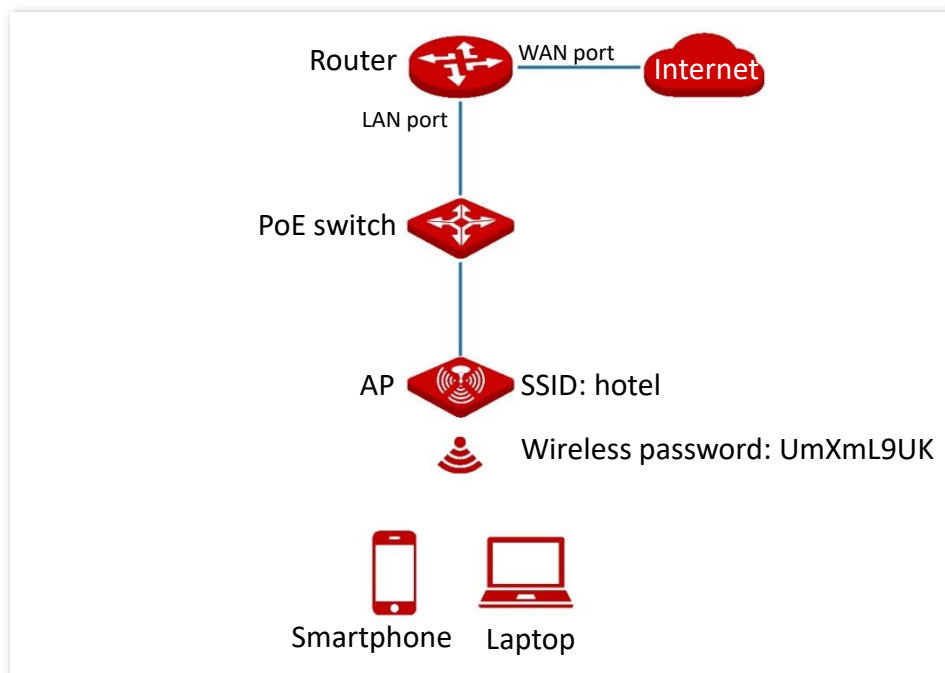 Router
WAN port
Internet
LAN port
PoE switch
AP
SSID: hotel
Wireless password: UmXmL9UK
Smartphone
Laptop